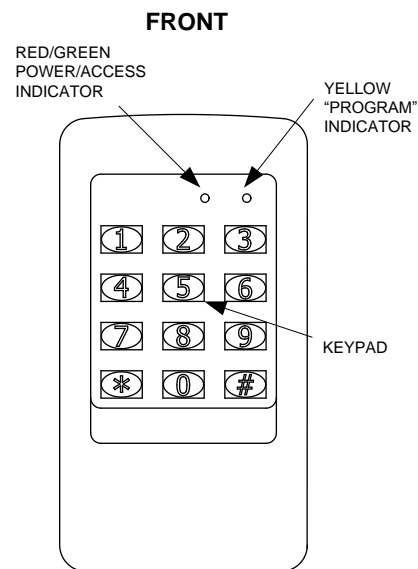 FRONT
RED/GREEN
POWER/ACCESS
INDICATOR
YELLOW
“PROGRAM”
INDICATOR
1 2 3
4 5 6
7 8 9
* 0 #
KEYPAD